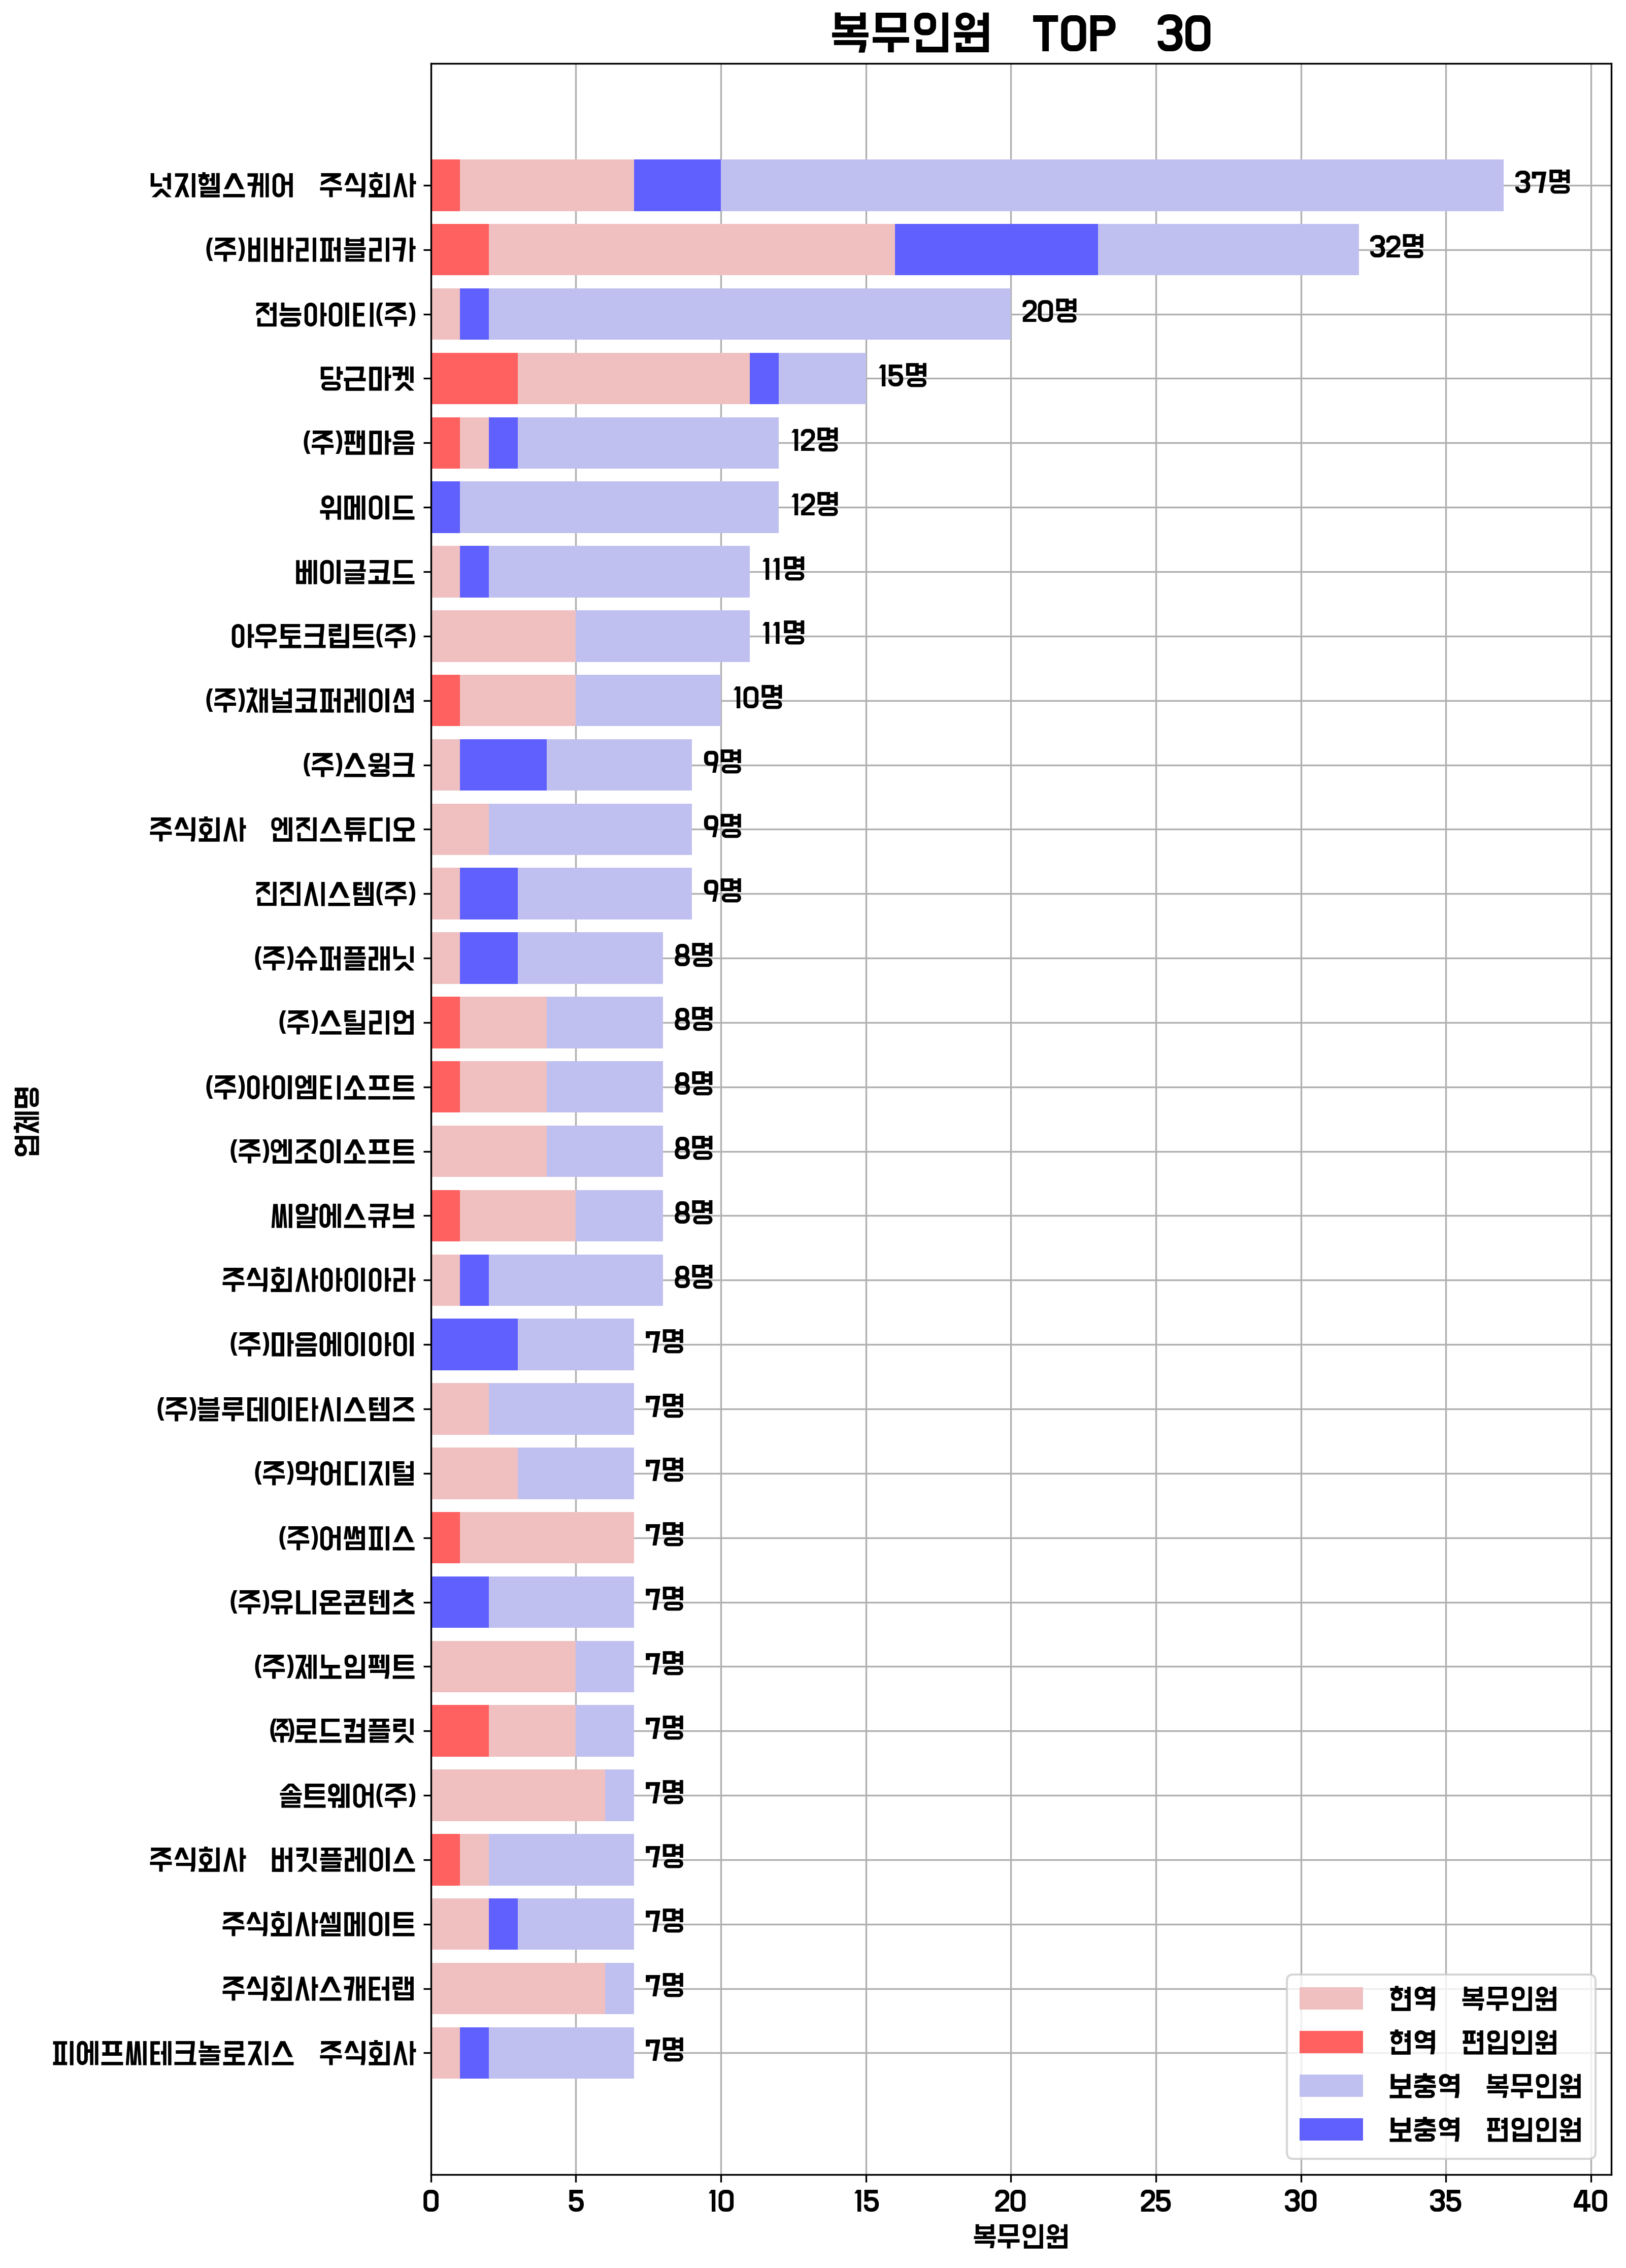 복무인원 TOP 30
넛지헬스케어 주식회사
37명
(주)비바리퍼블리카
32명
전능아이티(주)
20명
당근마켓
15명
(주)팬마음
12명
위메이드
12명
베이글코드
11명
아우토크립트(주)
11명
(주)채널코퍼레이션
10명
(주)스윙크
9명
주식회사 엔진스튜디오
9명
진진시스템(주)
9명
(주)슈퍼플래닛
8명
(주)스틸리언
8명
(주)아이엠티소프트
8명
(주)엔조이소프트
8명
씨알에스큐브
8명
주식회사아이아라
8명
(주)마음에이아이
7명
(주)블루데이타시스템즈
7명
(주)악어디지털
7명
(주)어썸피스
7명
(주)유니온콘텐츠
7명
(주)제노임펙트
7명
㈜로드컴플릿
7명
솔트웨어(주)
7명
주식회사 버킷플레이스
7명
주식회사셀메이트
7명
주식회사스캐터랩
7명
피에프씨테크놀로지스 주식회사
7명
업체명
현역 복무인원
현역 편입인원
보충역 복무인원
보충역 편입인원
0 5 10 15 20 25 30 35 40
복무인원